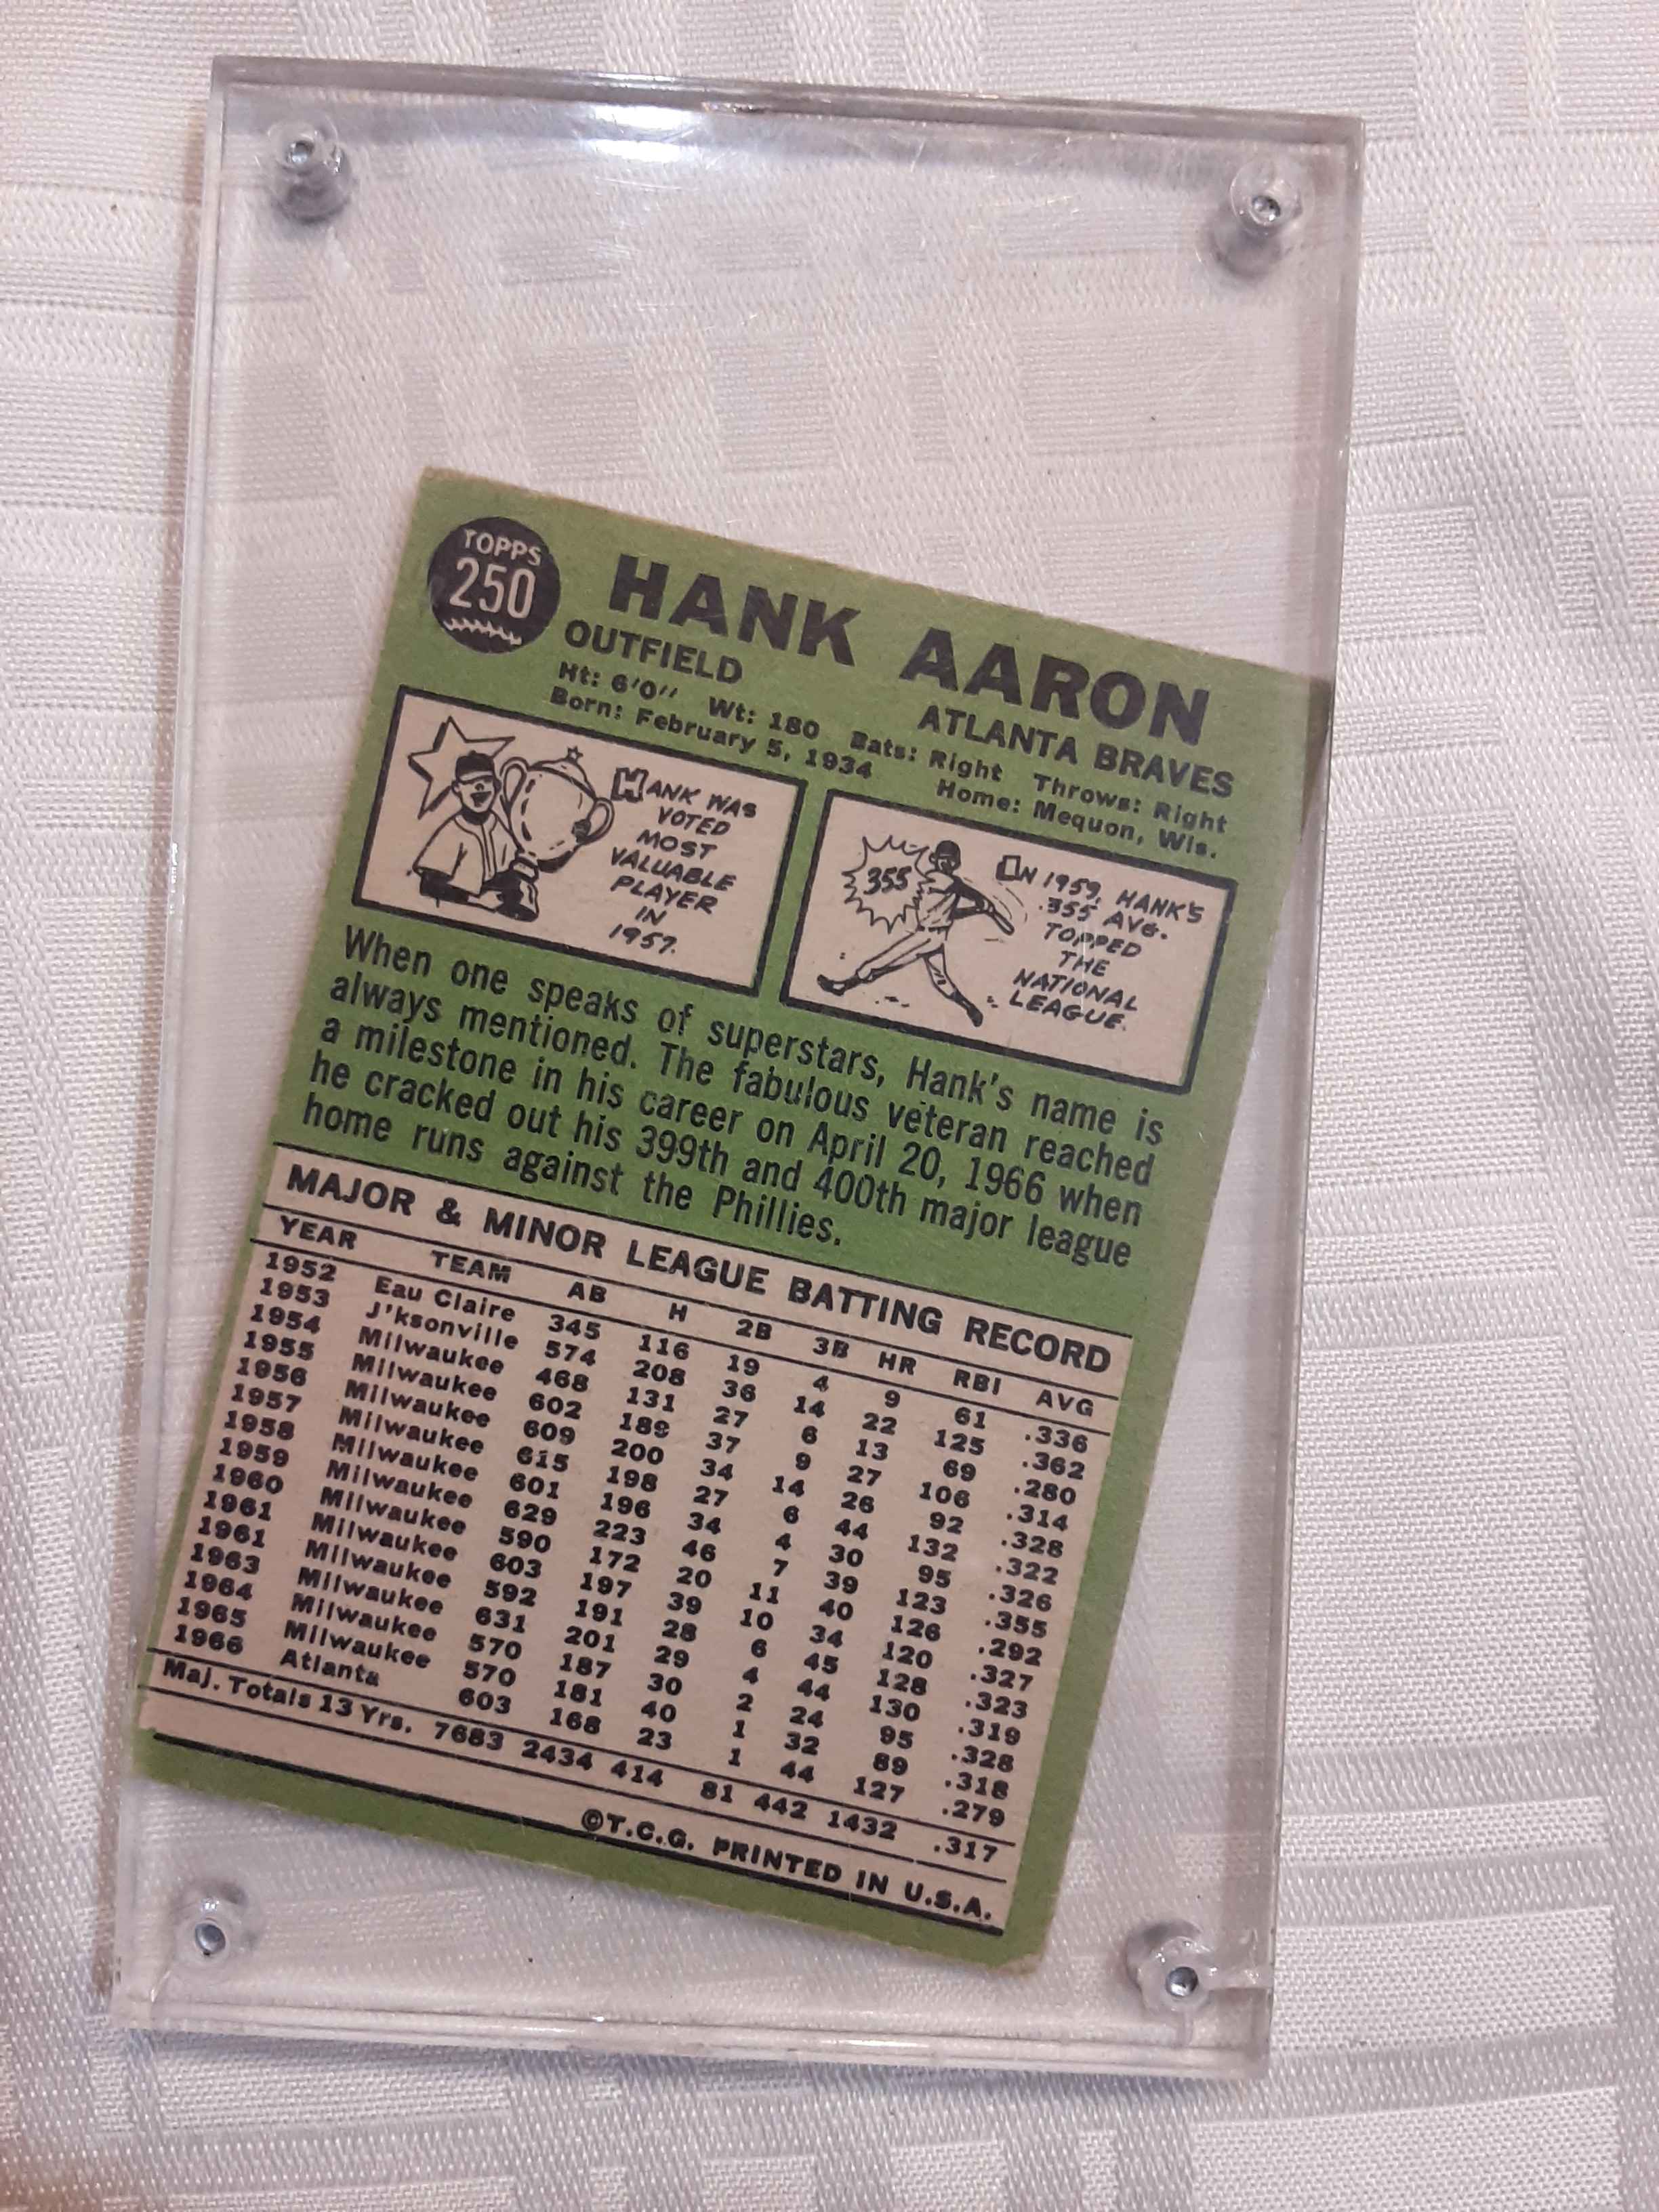 TOPPS
250
HANK AARON
OUTFIELD ATLANTA BRAVES
Ht: 6'0" Wt: 180 Bats: Right Throws: Right
Born: February 5, 1934 Home: Mequon, Wis.
HANK WAS
VOTED
MOST
VALUABLE
PLAYER
IN
1957.
355
IN 1959, HANK'S
.355 AVG.
TOPPED
THE
NATIONAL
LEAGUE.
When one speaks of superstars, Hank's name is
always mentioned. The fabulous veteran reached
a milestone in his career on April 20, 1966 when
he cracked out his 399th and 400th major league
home runs against the Phillies.
MAJOR & MINOR LEAGUE BATTING RECORD
YEAR TEAM AB H 2B 3B HR RBI AVG
1952 Eau Claire 345 116 19 4 9 61 .336
1953 J'ksonville 574 208 36 14 22 125 .362
1954 Milwaukee 468 131 27 6 13 69 .280
1955 Milwaukee 602 189 37 9 27 106 .314
1956 Milwaukee 609 200 34 14 26 92 .328
1957 Milwaukee 615 198 27 6 44 132 .322
1958 Milwaukee 601 196 34 4 30 95 .326
1959 Milwaukee 629 223 46 7 39 123 .355
1960 Milwaukee 590 172 20 11 40 126 .292
1961 Milwaukee 603 197 39 10 34 120 .327
1961 Milwaukee 592 191 28 6 45 128 .323
1963 Milwaukee 631 201 29 4 44 130 .319
1964 Milwaukee 570 187 30 2 24 95 .328
1965 Milwaukee 570 181 40 1 32 89 .318
1966 Atlanta 603 168 23 1 44 127 .279
Maj. Totals 13 Yrs. 7683 2434 414 81 442 1432 .317
©T.C.G. PRINTED IN U.S.A.